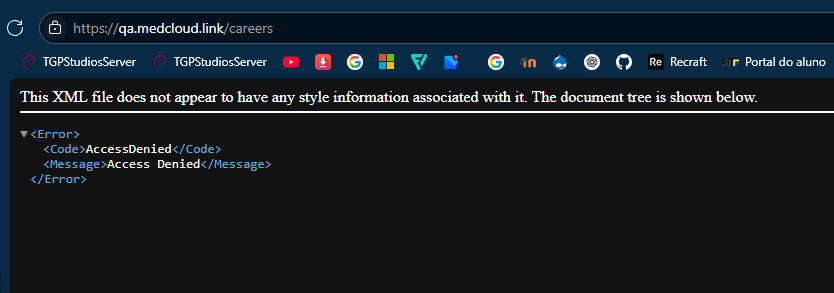 https://qa.medcloud.link/careers
TGPStudiosServer TGPStudiosServer Re Recraft Portal do aluno
This XML file does not appear to have any style information associated with it. The document tree is shown below.
▼<Error>
<Code>AccessDenied</Code>
<Message>Access Denied</Message>
</Error>